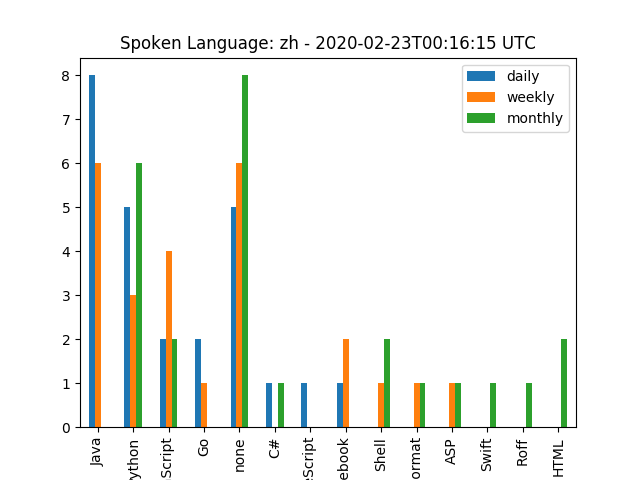 Spoken Language: zh - 2020-02-23T00:16:15 UTC
daily
weekly
monthly
8
7
6
5
4
3
2
1
0
Java
ython
Script
Go
none
C#
eScript
ebook
Shell
ormat
ASP
Swift
Roff
HTML